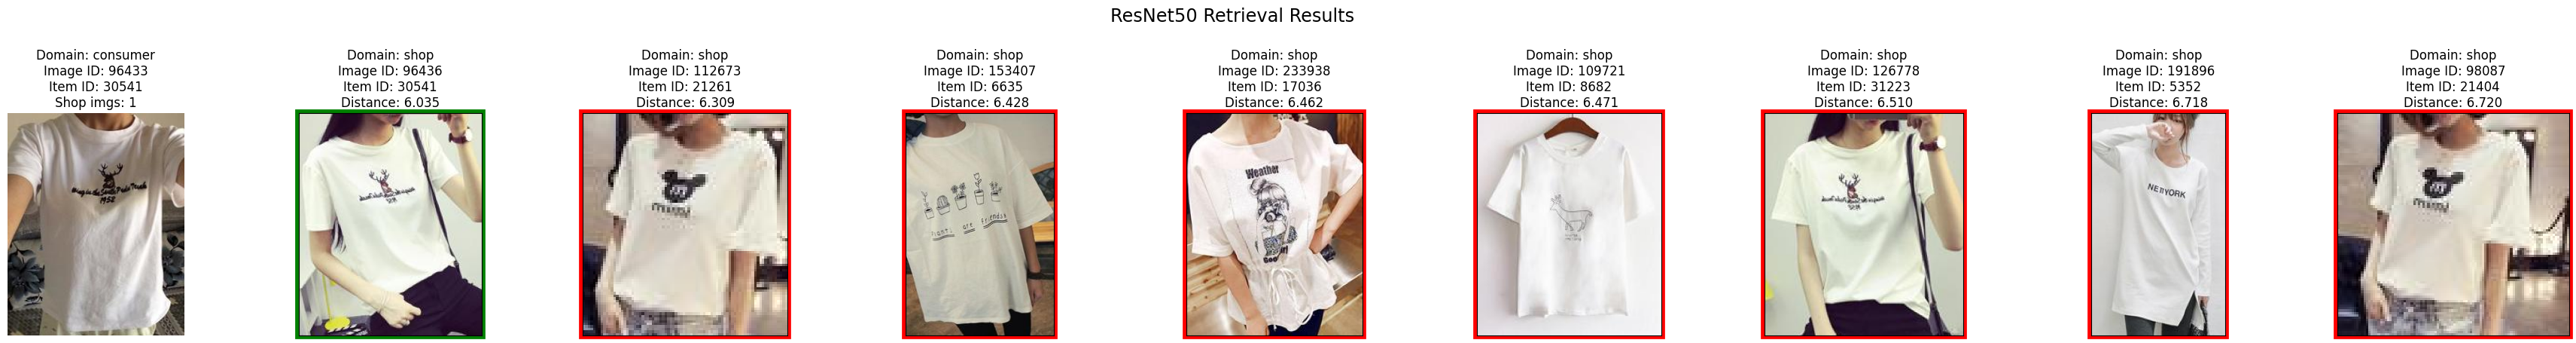 ResNet50 Retrieval Results
Domain: consumer
Image ID: 96433
Item ID: 30541
Shop imgs: 1
Domain: shop
Image ID: 96436
Item ID: 30541
Distance: 6.035
Domain: shop
Image ID: 112673
Item ID: 21261
Distance: 6.309
Domain: shop
Image ID: 153407
Item ID: 6635
Distance: 6.428
Domain: shop
Image ID: 233938
Item ID: 17036
Distance: 6.462
Domain: shop
Image ID: 109721
Item ID: 8682
Distance: 6.471
Domain: shop
Image ID: 126778
Item ID: 31223
Distance: 6.510
Domain: shop
Image ID: 191896
Item ID: 5352
Distance: 6.718
Domain: shop
Image ID: 98087
Item ID: 21404
Distance: 6.720
1952
are friends
Weather
NEWYORK